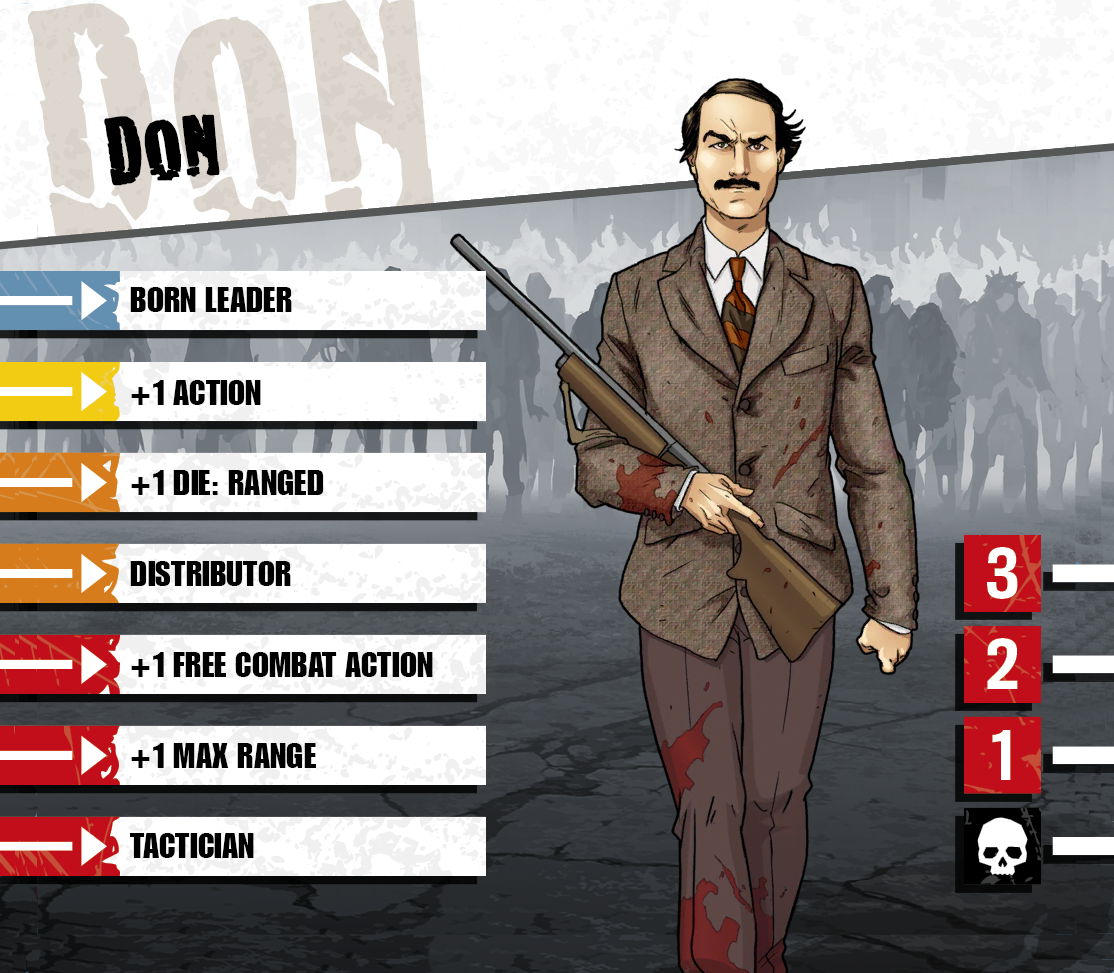 DON
DON
BORN LEADER
+1 ACTION
+1 DIE: RANGED
DISTRIBUTOR
+1 FREE COMBAT ACTION
+1 MAX RANGE
TACTICIAN
3
2
1